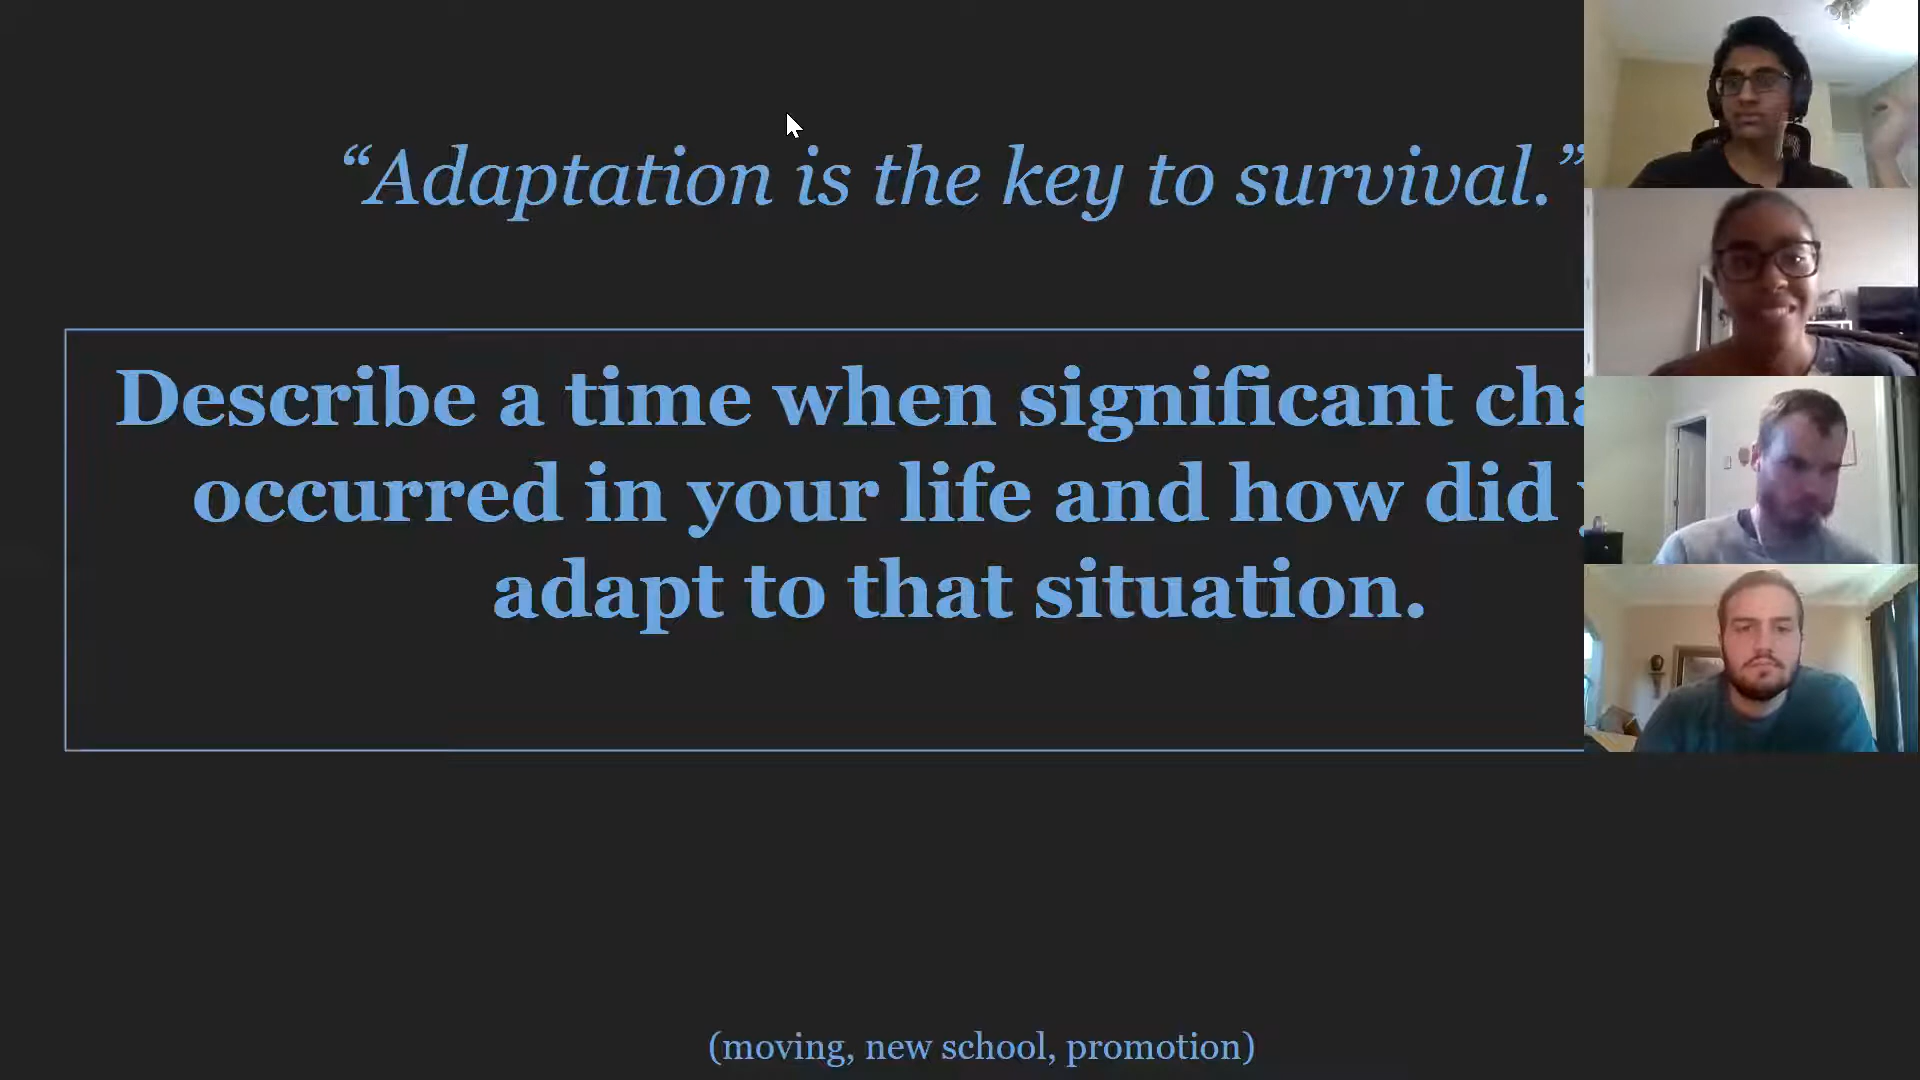 “Adaptation is the key to survival.”
Describe a time when significant
occurred in your life and how did
adapt to that situation.
(moving, new school, promotion)